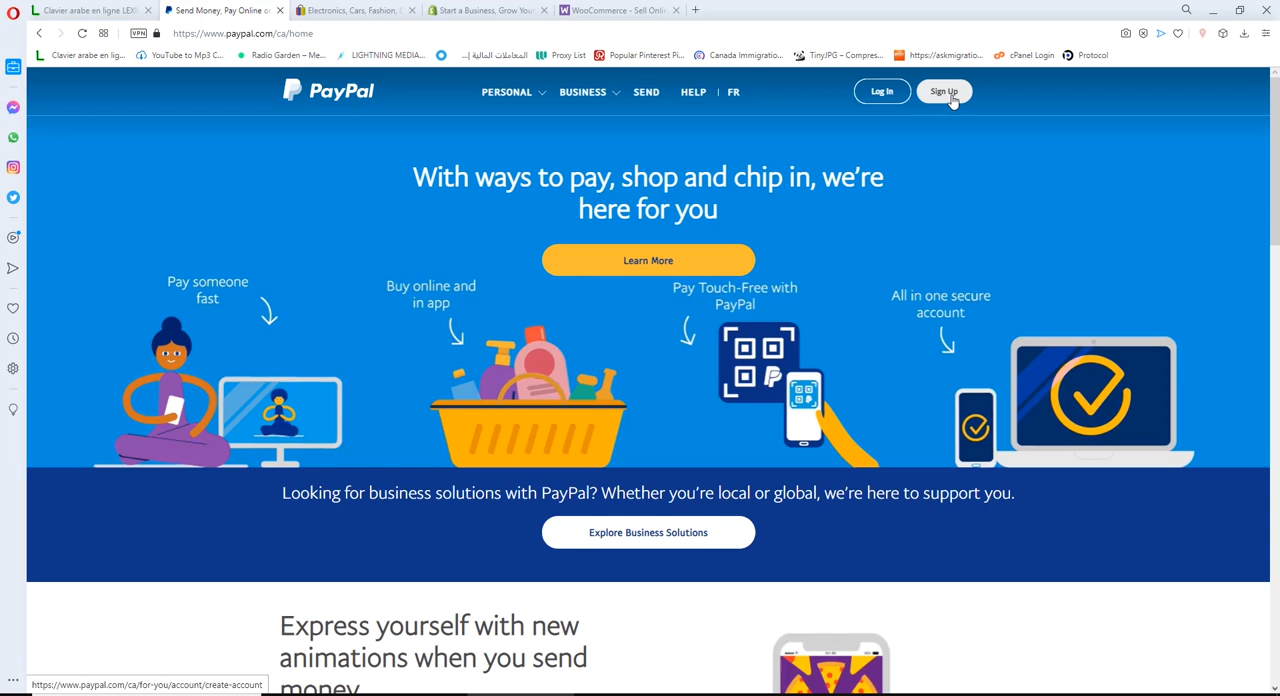 Clavier arabe en ligne LEXI
Send Money, Pay Online or
Electronics, Cars, Fashion, C
Start a Business, Grow Your
WooCommerce - Sell Onlin
VPN
https://www.paypal.com/ca/home
Clavier arabe en lig...
YouTube to Mp3 C...
Radio Garden – Me...
LIGHTNING MEDIA...
المعاملات المالية إ...
Proxy List
Popular Pinterest Pi...
Canada Immigratio...
TinyJPG – Compres...
https://askmigratio...
cPanel Login
Protocol
PayPal
PERSONAL
BUSINESS
SEND
HELP
FR
Log In
Sign Up
With ways to pay, shop and chip in, we're
here for you
Learn More
Pay someone
fast
Buy online and
in app
Pay Touch-Free with
PayPal
All in one secure
account
Looking for business solutions with PayPal? Whether you're local or global, we're here to support you.
Explore Business Solutions
Express yourself with new
animations when you send
money
https://www.paypal.com/ca/for-you/account/create-account